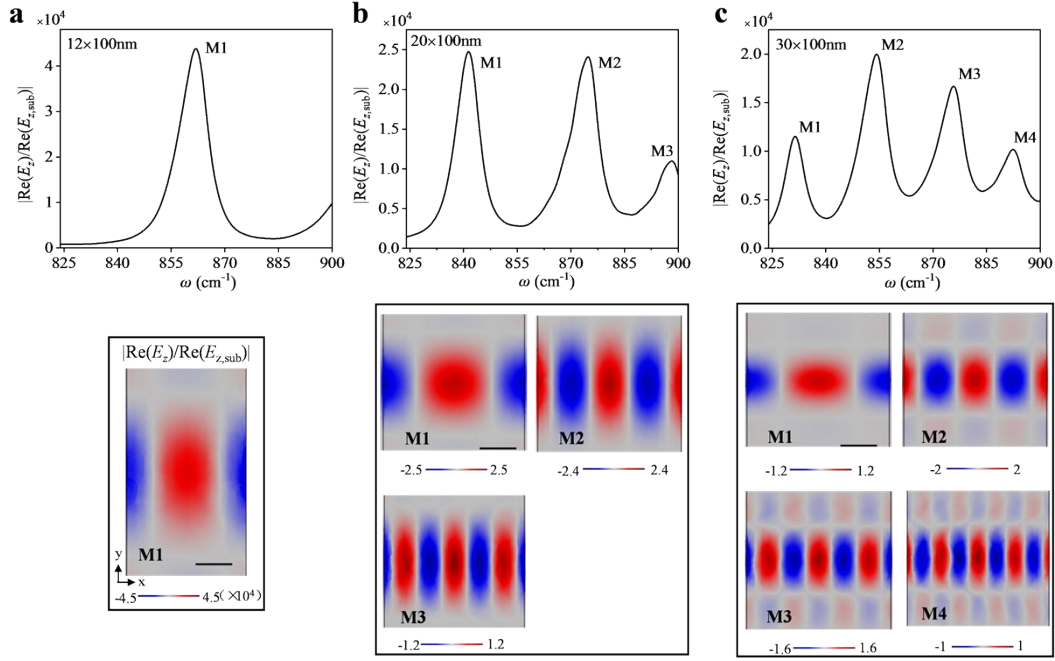 a
×10⁴
12×100nm
M1
|Re(E_z)/Re(E_z,sub)|
4
3
2
1
0
825 840 855 870 885 900
ω (cm⁻¹)
|Re(E_z)/Re(E_z,sub)|
M1
y
x
-4.5 4.5(×10⁴)
b
×10⁴
20×100nm
M1
M2
M3
|Re(E_z)/Re(E_z,sub)|
2.5
2.0
1.5
1.0
0.5
0.0
825 840 855 870 885 900
ω (cm⁻¹)
M1 M2
-2.5 2.5 -2.4 2.4
M3
-1.2 1.2
c
×10⁴
30×100nm
M1
M2
M3
M4
|Re(E_z)/Re(E_z,sub)|
2.0
1.5
1.0
0.5
0.0
825 840 855 870 885 900
ω (cm⁻¹)
M1 M2
-1.2 1.2 -2 2
M3 M4
-1.6 1.6 -1 1